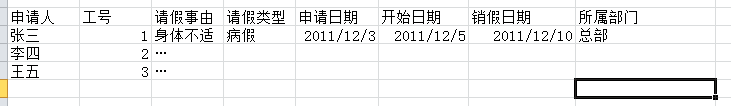 申请人 工号 请假事由 请假类型 申请日期 开始日期 销假日期 所属部门
张三 1 身体不适 病假 2011/12/3 2011/12/5 2011/12/10 总部
李四 2 …
王五 3 …